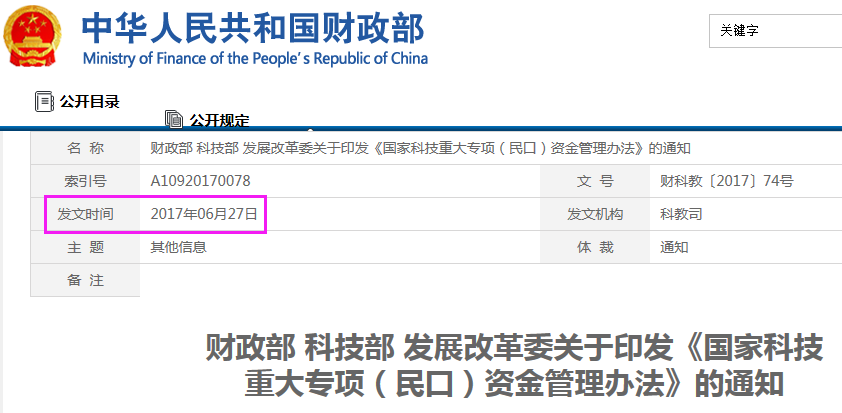 中华人民共和国财政部
Ministry of Finance of the People's Republic of China
关键字
公开目录
公开规定
名 称 财政部 科技部 发展改革委关于印发《国家科技重大专项（民口）资金管理办法》的通知
索引号 A10920170078 文 号 财科教〔2017〕74号
发文时间 2017年06月27日 发文机构 科教司
主 题 其他信息 体 裁 通知
备 注
财政部 科技部 发展改革委关于印发《国家科技
重大专项（民口）资金管理办法》的通知